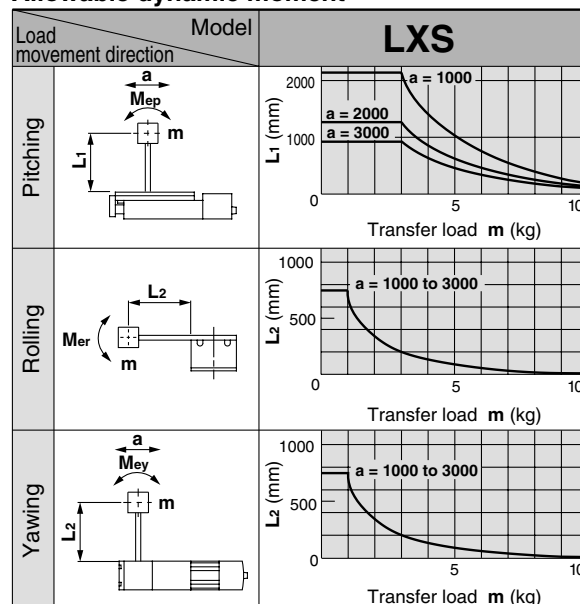 Allowable dynamic moment
Model
Load movement direction
LXS
Pitching
a
Mep
m
L1
L1 (mm)
2000
1000
0
a = 1000
a = 2000
a = 3000
5
10
Transfer load m (kg)
Rolling
L2
Mer
m
L2 (mm)
1000
500
0
a = 1000 to 3000
5
10
Transfer load m (kg)
Yawing
a
Mey
m
L2
L2 (mm)
1000
500
0
a = 1000 to 3000
5
10
Transfer load m (kg)